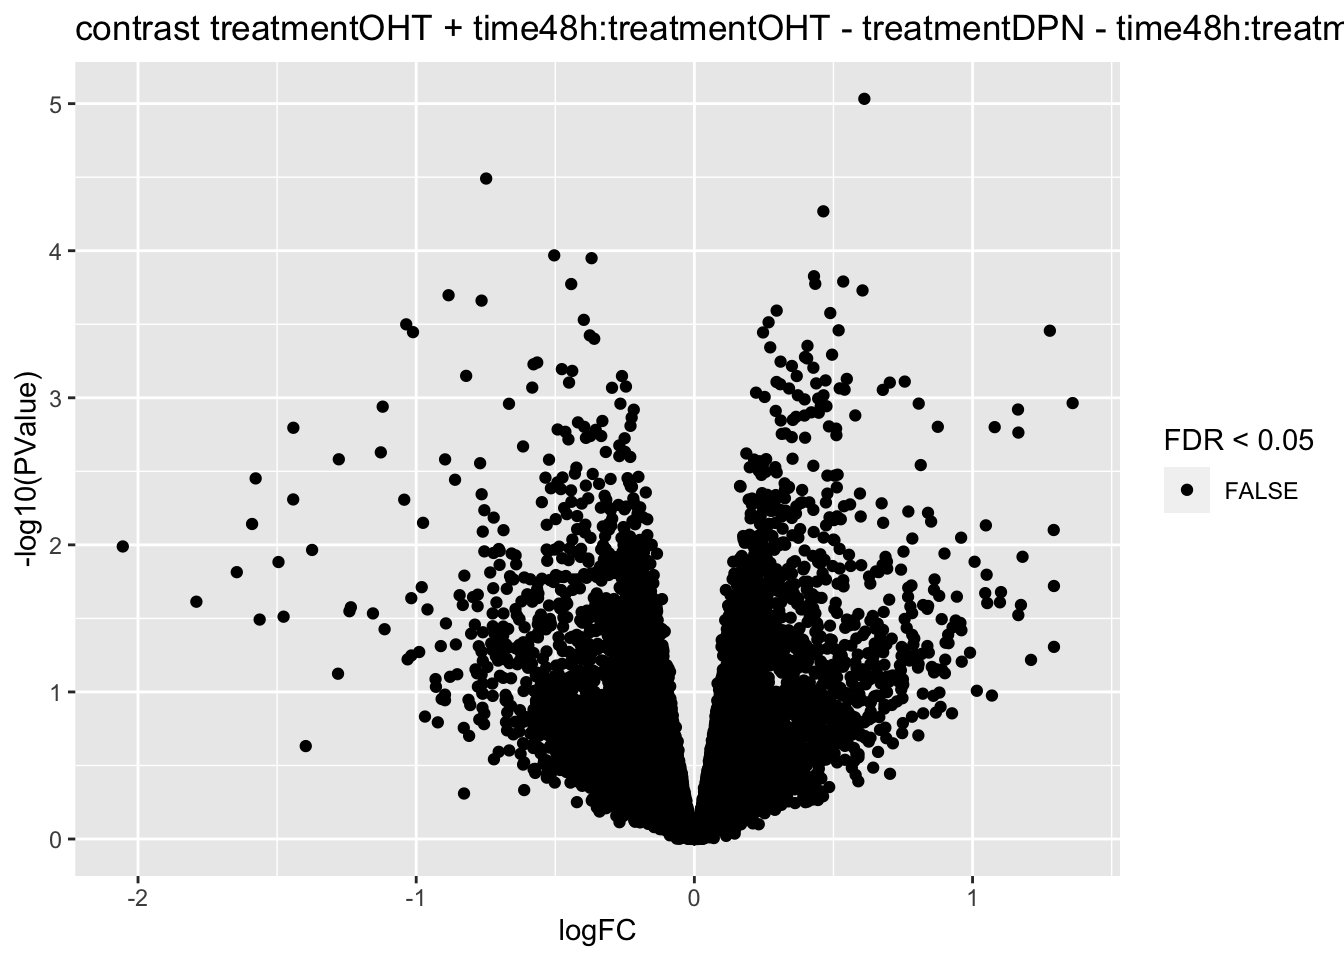 contrast treatmentOHT + time48h:treatmentOHT - treatmentDPN - time48h:treatm
5
4
3
2
1
0
-log10(PValue)
-2
-1
0
1
logFC
FDR < 0.05
FALSE